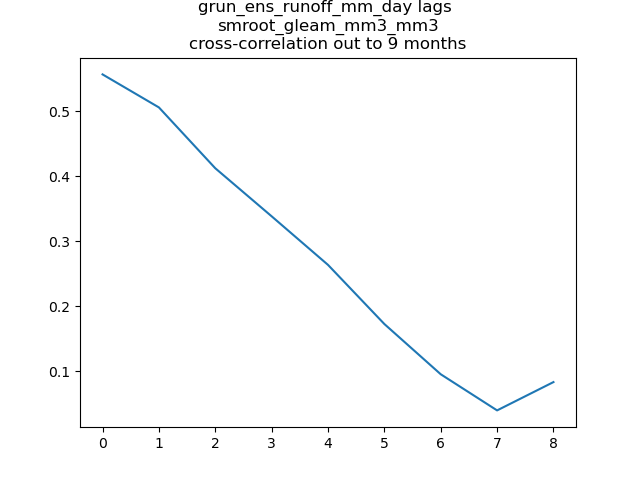 grun_ens_runoff_mm_day lags
smroot_gleam_mm3_mm3
cross-correlation out to 9 months
0.5
0.4
0.3
0.2
0.1
0 1 2 3 4 5 6 7 8